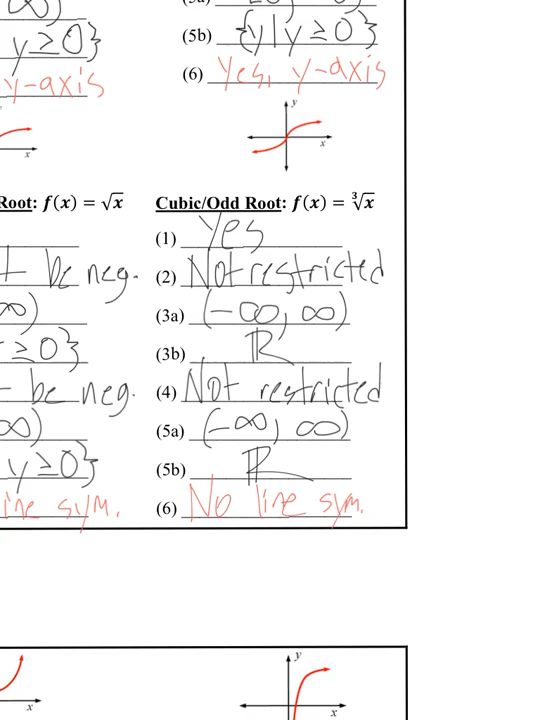 (5b) {y|y ≥ 0}
y ≥ 0}
(6) Yes, y-axis
y-axis
y
x
x
Root: f(x) = √x
Cubic/Odd Root: f(x) = ∛x
(1) Yes
be neg. (2) Not restricted
∞) (3a) (-∞, ∞)
≥ 0} (3b) ℝ
be neg. (4) Not restricted
∞) (5a) (-∞, ∞)
y ≥ 0} (5b) ℝ
line sym. (6) No line sym.
y
x
x